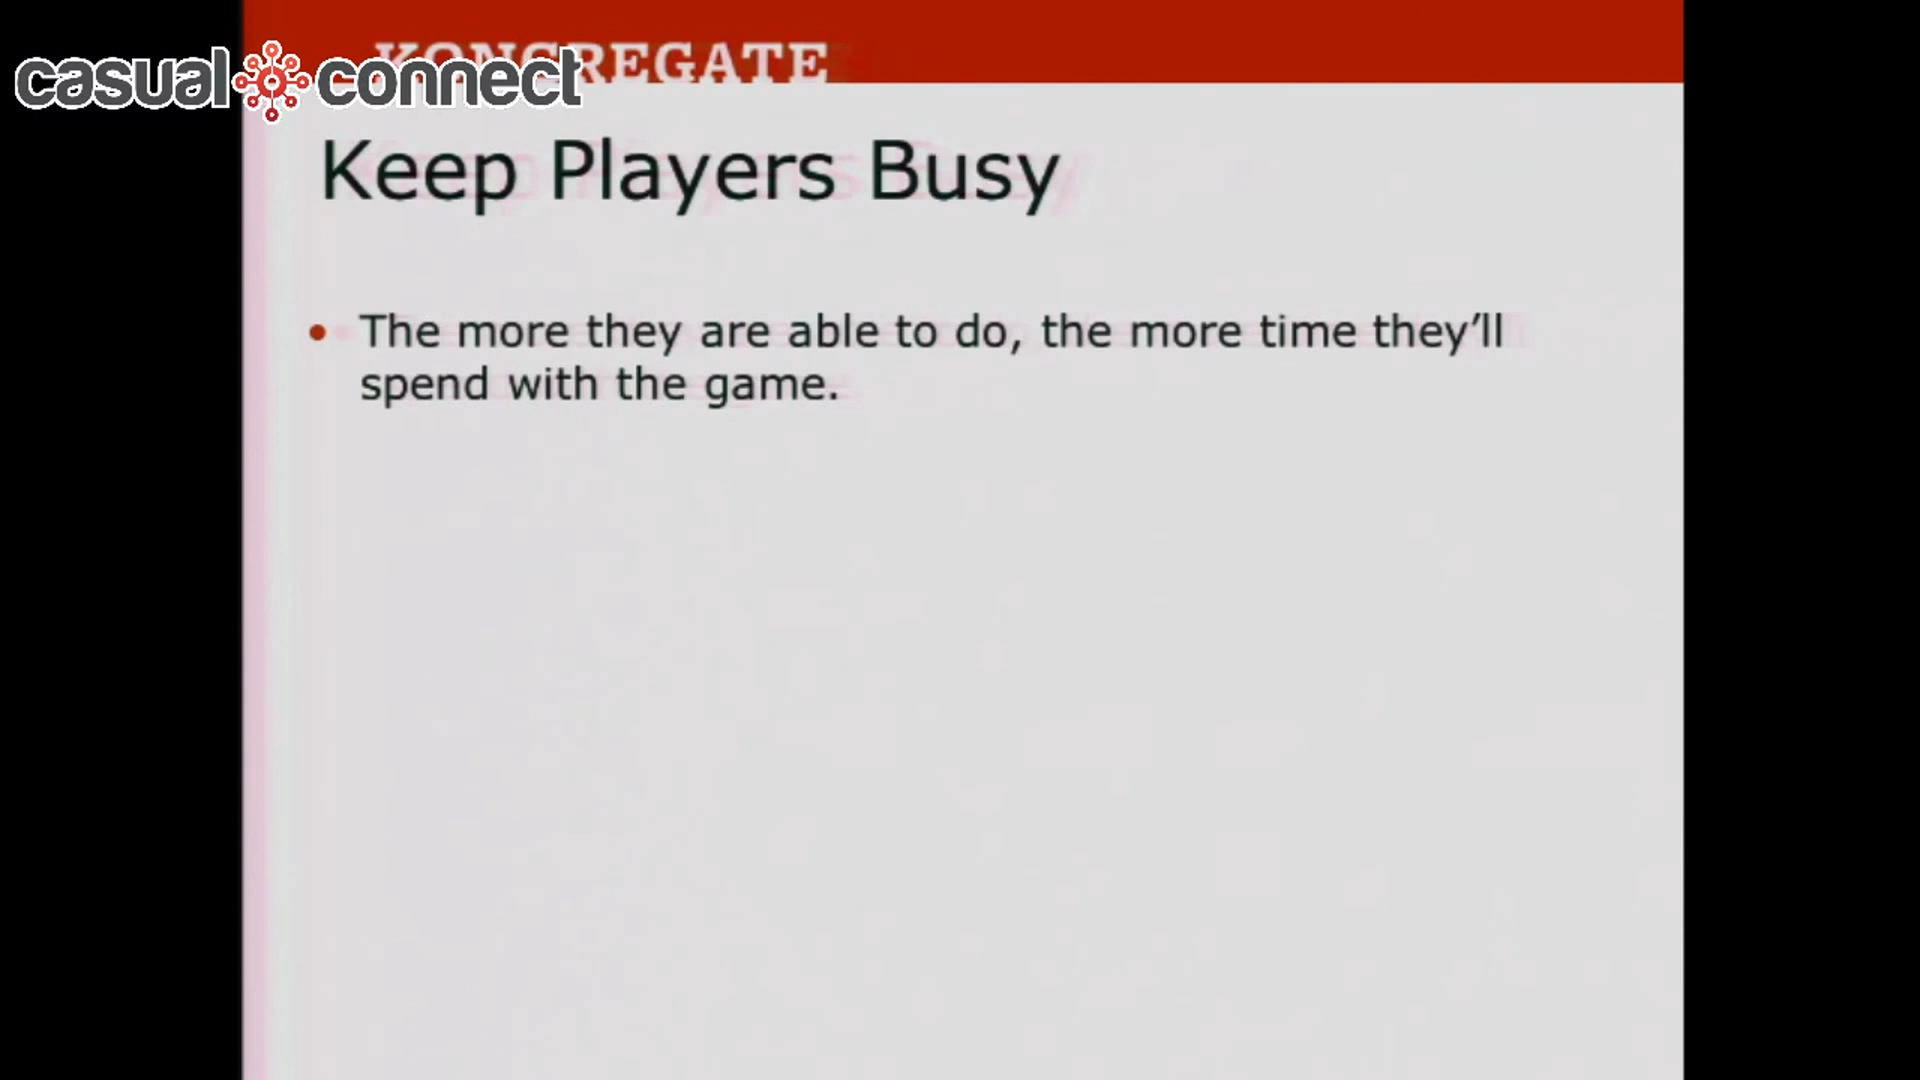 KONGREGATE
casual connect
Keep Players Busy
• The more they are able to do, the more time they’ll
spend with the game.